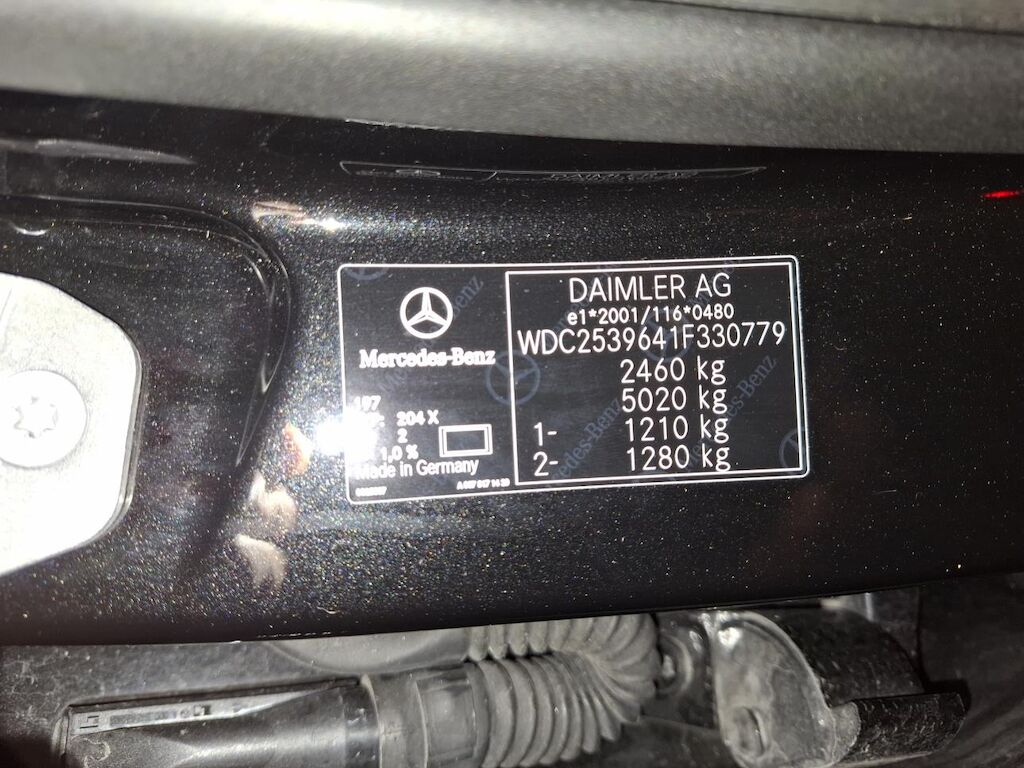 Mercedes-Benz
197
204 X
2
1,0 %
Made in Germany
DAIMLER AG
e1*2001/116*0480
WDC2539641F330779
2460 kg
5020 kg
1- 1210 kg
2- 1280 kg